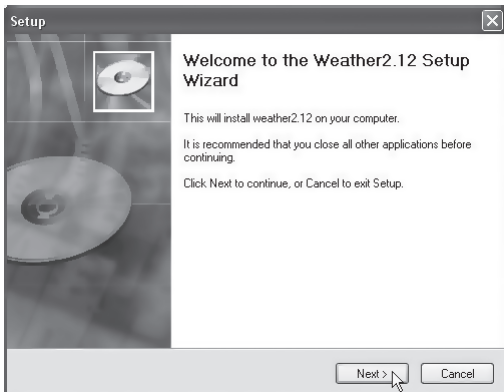 Setup
Welcome to the Weather2.12 Setup
Wizard
This will install weather2.12 on your computer.
It is recommended that you close all other applications before
continuing.
Click Next to continue, or Cancel to exit Setup.
Next >
Cancel